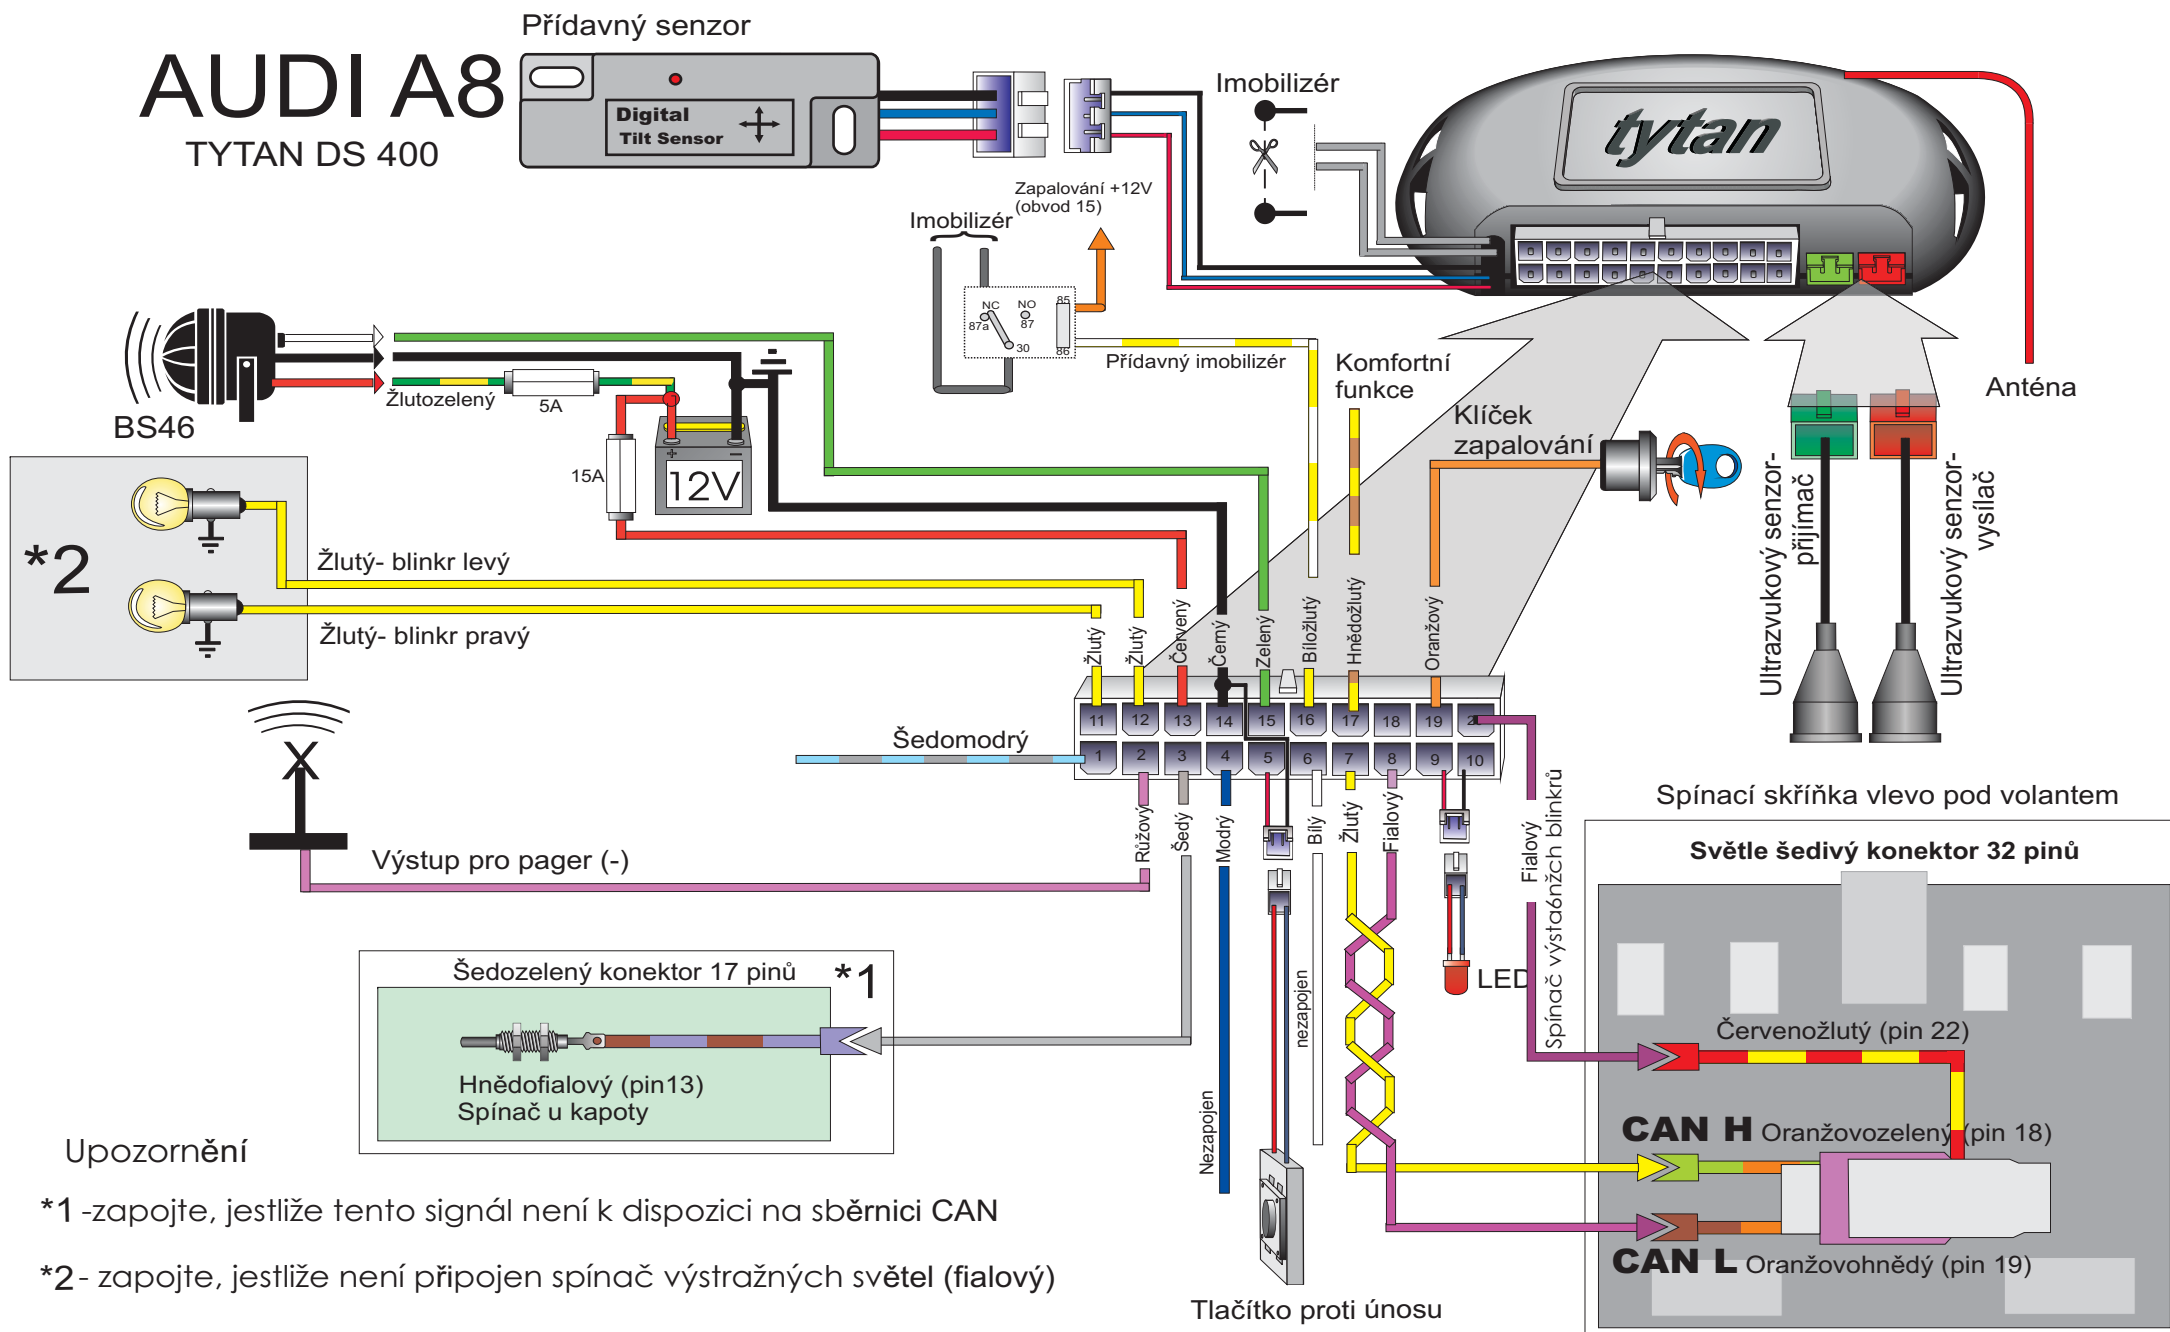 Přídavný senzor
AUDI A8
TYTAN DS 400
Digital
Tilt Sensor
Imobilizér
tytan
Zapalování +12V
(obvod 15)
Imobilizér
NC
NO
85
87a
87
30
86
Přídavný imobilizér
Komfortní
funkce
Klíček
zapalování
Anténa
BS46
Žlutozelený
5A
15A
+
−
12V
Ultrazvukový senzor-
přijímač
Ultrazvukový senzor-
vysílač
*2
Žlutý- blinkr levý
Žlutý- blinkr pravý
Žlutý
Žlutý
Červený
Černý
Zelený
Bíložlutý
Hnědožlutý
Oranžový
11
12
13
14
15
16
17
18
19
20
1
2
3
4
5
6
7
8
9
10
Šedomodrý
Růžový
Šedý
Modrý
Bílý
Žlutý
Fialový
Fialový
Spínač výsta6nžch blinkrů
X
Výstup pro pager (-)
Spínací skříňka vlevo pod volantem
Světle šedivý konektor 32 pinů
LED
nezapojen
Nezapojen
Šedozelený konektor 17 pinů
*1
Hnědofialový (pin13)
Spínač u kapoty
Červenožlutý (pin 22)
CAN H Oranžovozelený (pin 18)
CAN L Oranžovohnědý (pin 19)
Upozornění
*1 -zapojte, jestliže tento signál není k dispozici na sběrnici CAN
*2- zapojte, jestliže není připojen spínač výstražných světel (fialový)
Tlačítko proti únosu